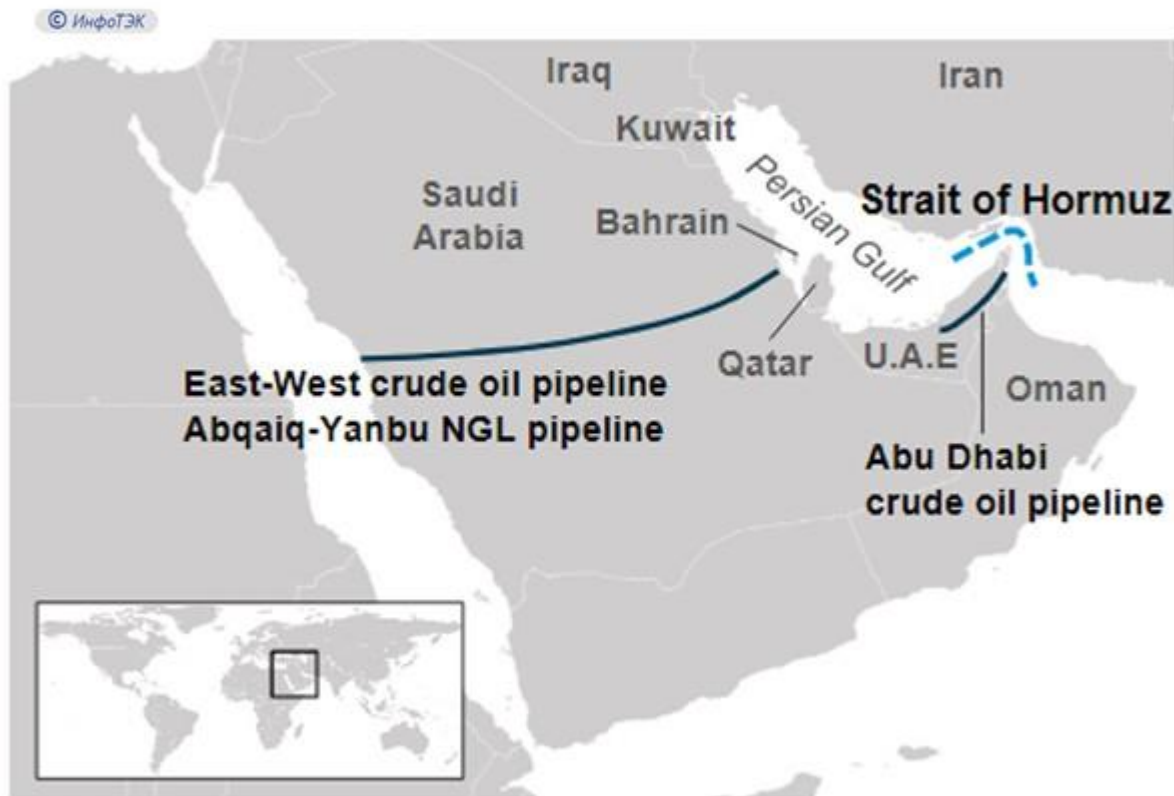 © ИнфоТЭК
Iraq
Iran
Kuwait
Saudi
Arabia
Bahrain
Persian Gulf
Strait of Hormuz
Qatar
U.A.E
Oman
East-West crude oil pipeline
Abqaiq-Yanbu NGL pipeline
Abu Dhabi
crude oil pipeline